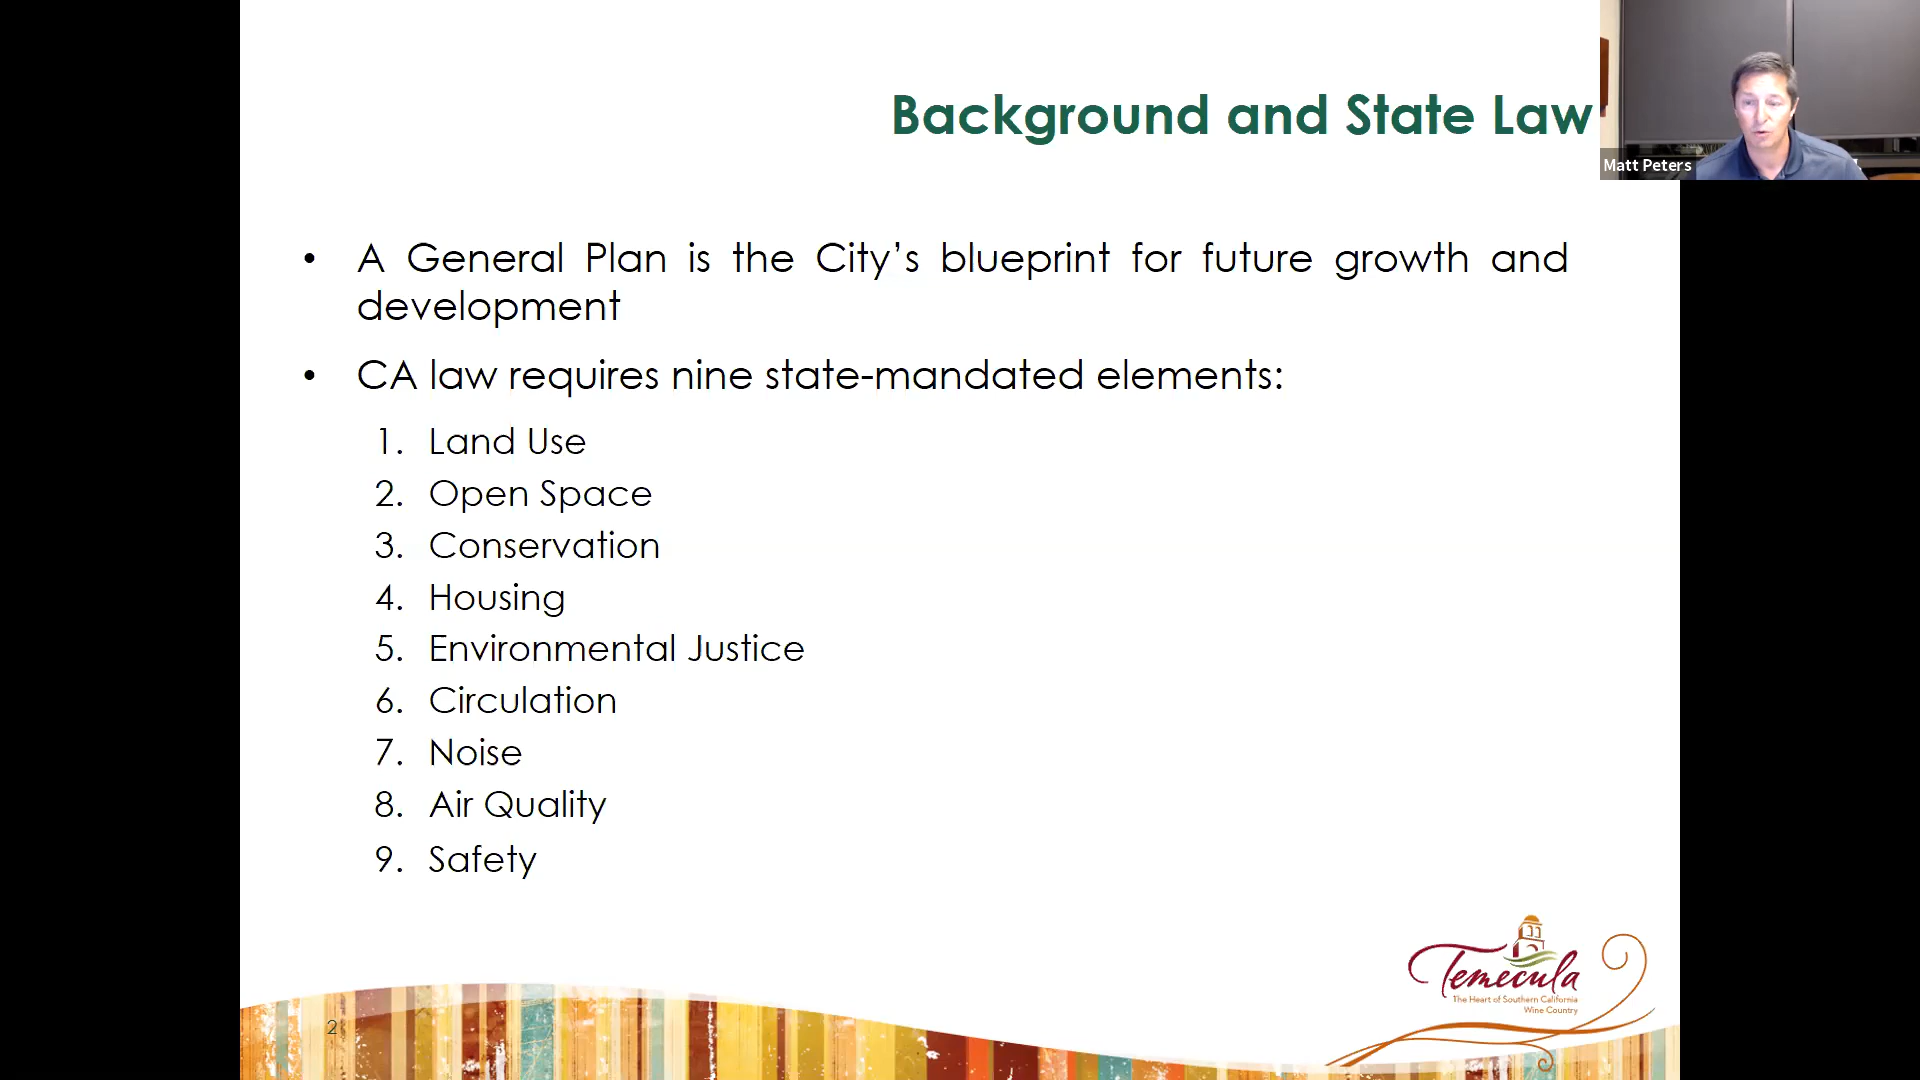 Background and State Law
Matt Peters
• A General Plan is the City’s blueprint for future growth and
development
• CA law requires nine state-mandated elements:
1. Land Use
2. Open Space
3. Conservation
4. Housing
5. Environmental Justice
6. Circulation
7. Noise
8. Air Quality
9. Safety
Temecula
The Heart of Southern California
Wine Country
2